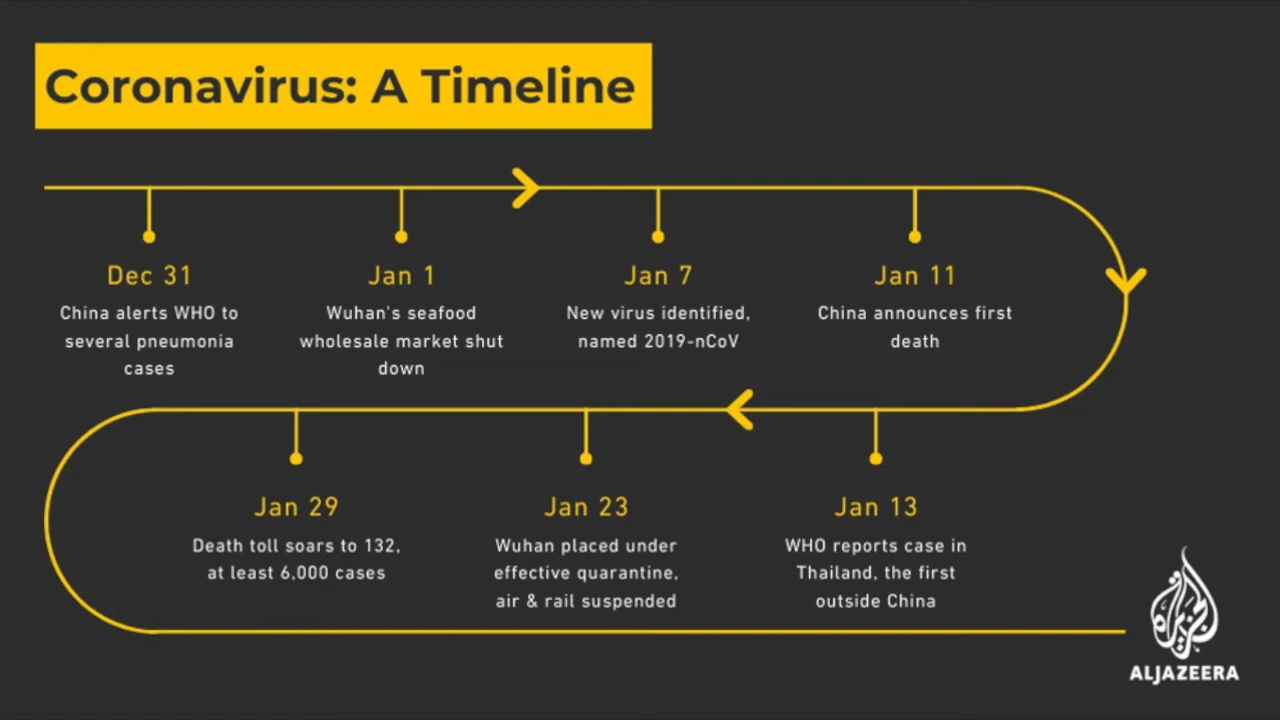 Coronavirus: A Timeline
Dec 31
China alerts WHO to
several pneumonia
cases
Jan 1
Wuhan's seafood
wholesale market shut
down
Jan 7
New virus identified,
named 2019-nCoV
Jan 11
China announces first
death
Jan 13
WHO reports case in
Thailand, the first
outside China
Jan 23
Wuhan placed under
effective quarantine,
air & rail suspended
Jan 29
Death toll soars to 132,
at least 6,000 cases
الجزيرة
ALJAZEERA